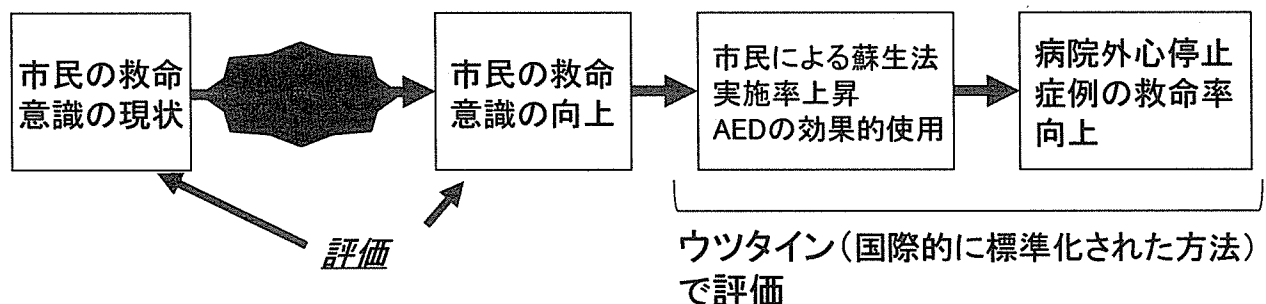 市民の救命
意識の現状
市民の救命
意識の向上
市民による蘇生法
実施率上昇
AEDの効果的使用
病院外心停止
症例の救命率
向上
評価
ウツタイン(国際的に標準化された方法)
で評価